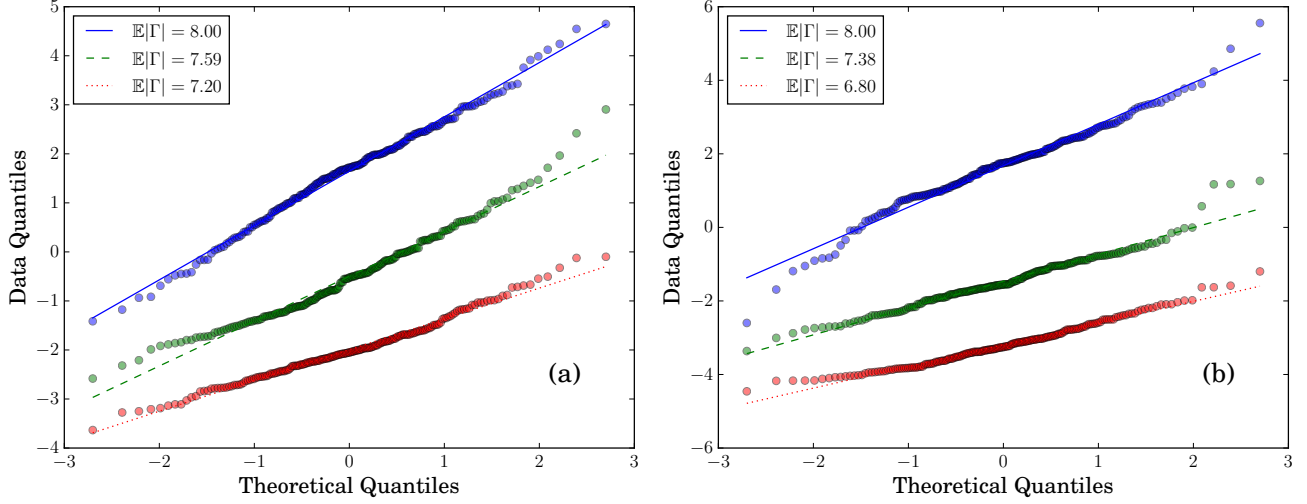 5
4
3
2
1
0
−1
−2
−3
−4
−3
−2
−1
0
1
2
3
Data Quantiles
Theoretical Quantiles
𝔼|Γ| = 8.00
𝔼|Γ| = 7.59
𝔼|Γ| = 7.20
(a)
6
4
2
0
−2
−4
−6
−3
−2
−1
0
1
2
3
Data Quantiles
Theoretical Quantiles
𝔼|Γ| = 8.00
𝔼|Γ| = 7.38
𝔼|Γ| = 6.80
(b)